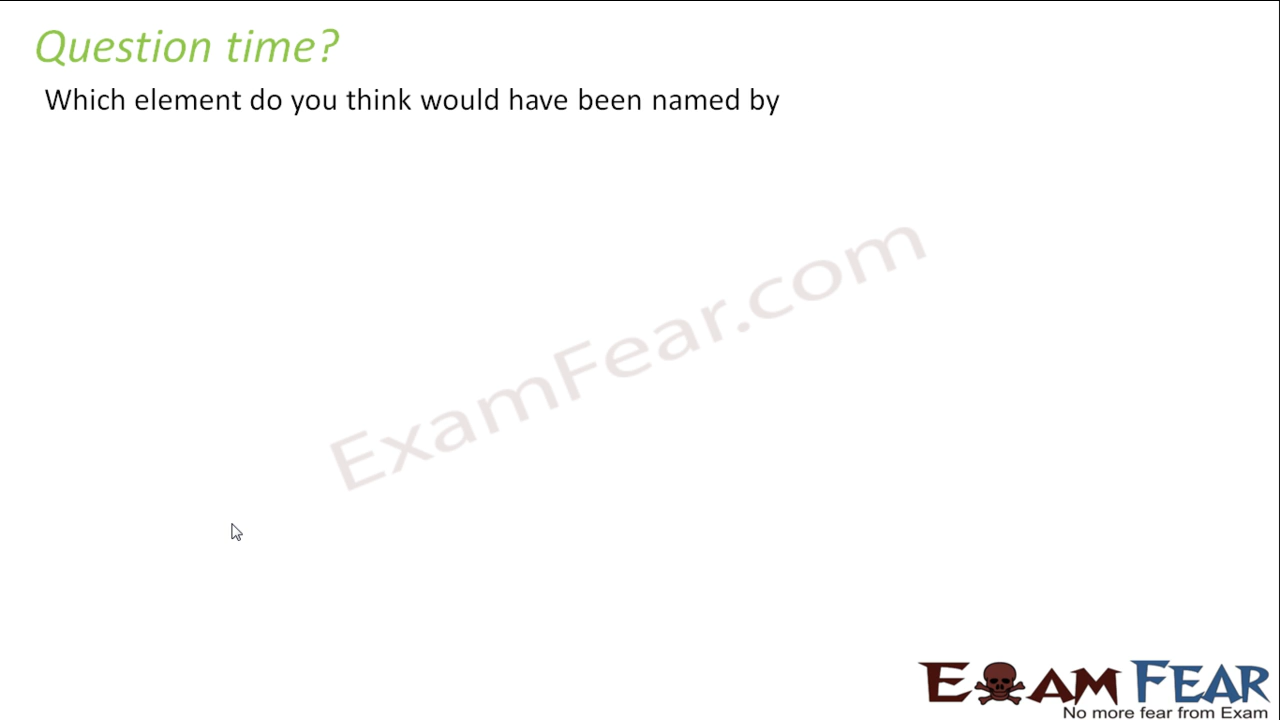 Question time?
Which element do you think would have been named by
ExamFear.com
EXAM FEAR
No more fear from Exam